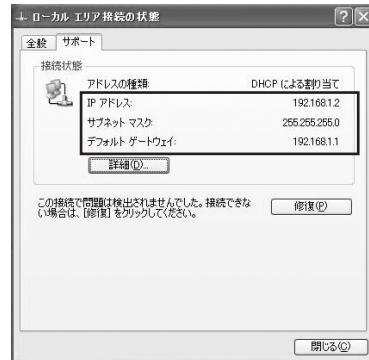 ローカル エリア接続の状態
全般 サポート
接続状態
アドレスの種類: DHCP による割り当て
IP アドレス: 192.168.1.2
サブネット マスク: 255.255.255.0
デフォルト ゲートウェイ: 192.168.1.1
詳細(D)...
この接続で問題は検出されませんでした。接続できな
い場合は、[修復] をクリックしてください。
修復(P)
閉じる(C)